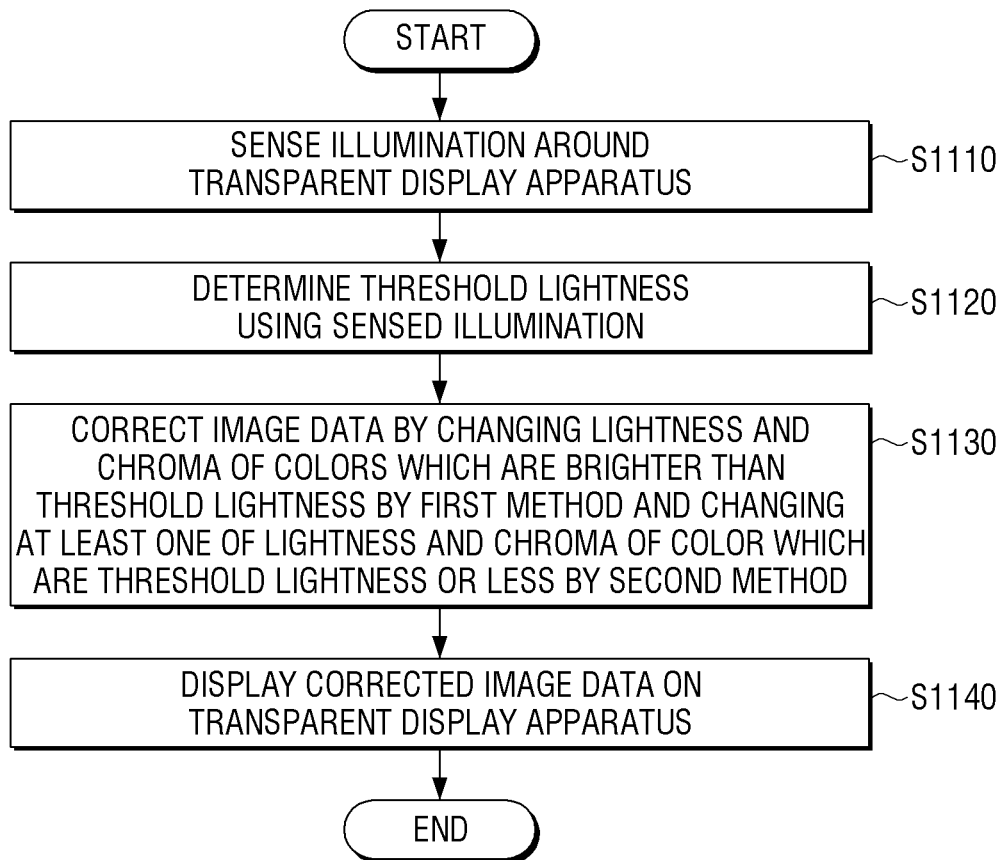 START
SENSE ILLUMINATION AROUND
TRANSPARENT DISPLAY APPARATUS
S1110
DETERMINE THRESHOLD LIGHTNESS
USING SENSED ILLUMINATION
S1120
CORRECT IMAGE DATA BY CHANGING LIGHTNESS AND
CHROMA OF COLORS WHICH ARE BRIGHTER THAN
THRESHOLD LIGHTNESS BY FIRST METHOD AND CHANGING
AT LEAST ONE OF LIGHTNESS AND CHROMA OF COLOR WHICH
ARE THRESHOLD LIGHTNESS OR LESS BY SECOND METHOD
S1130
DISPLAY CORRECTED IMAGE DATA ON
TRANSPARENT DISPLAY APPARATUS
S1140
END